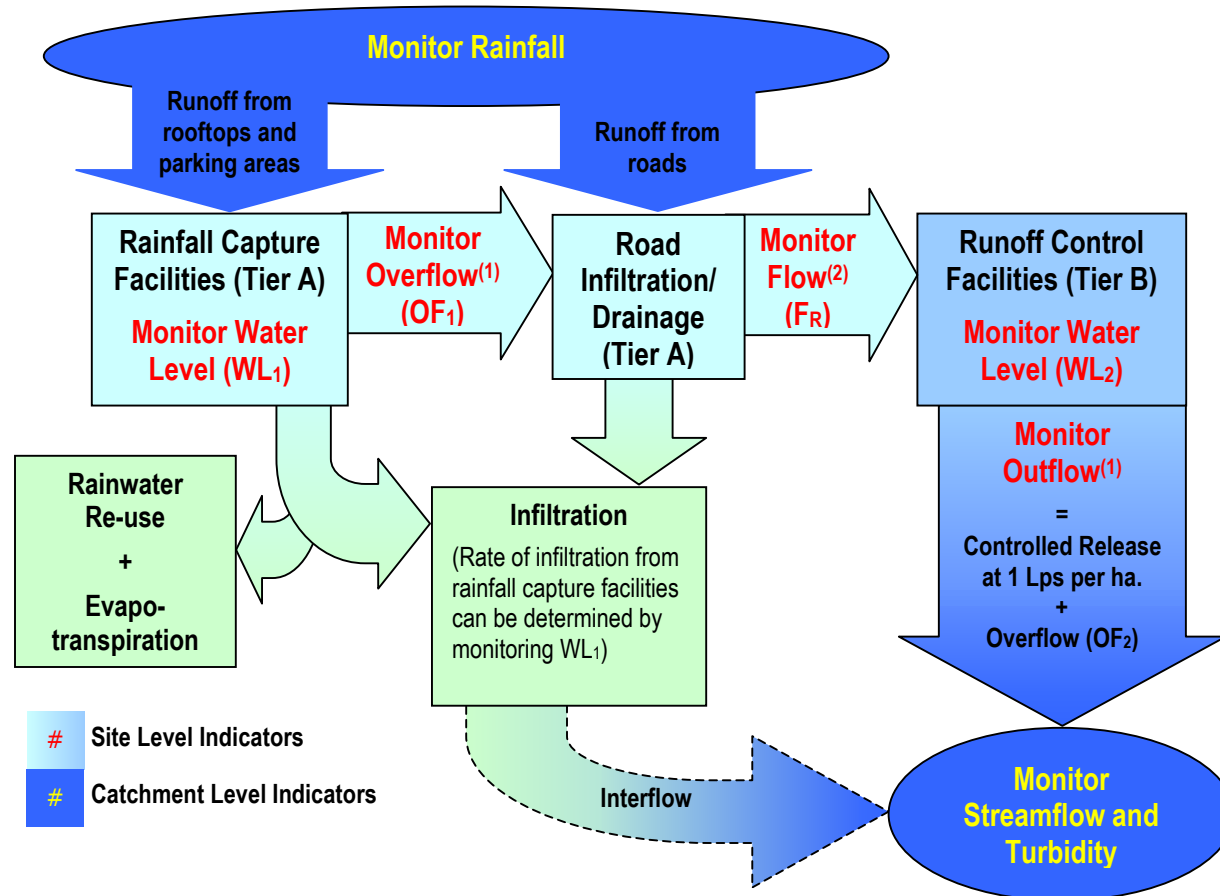 Monitor Rainfall
Runoff from
rooftops and
parking areas
Runoff from
roads
Rainfall Capture
Facilities (Tier A)
Monitor Water
Level (WL₁)
Monitor
Overflow⁽¹⁾
(OF₁)
Road
Infiltration/
Drainage
(Tier A)
Monitor
Flow⁽²⁾
(F_R)
Runoff Control
Facilities (Tier B)
Monitor Water
Level (WL₂)
Monitor
Outflow⁽¹⁾
=
Controlled Release
at 1 Lps per ha.
+
Overflow (OF₂)
Rainwater
Re-use
+
Evapo-
transpiration
Infiltration
(Rate of infiltration from
rainfall capture facilities
can be determined by
monitoring WL₁)
# Site Level Indicators
# Catchment Level Indicators
Interflow
Monitor
Streamflow and
Turbidity